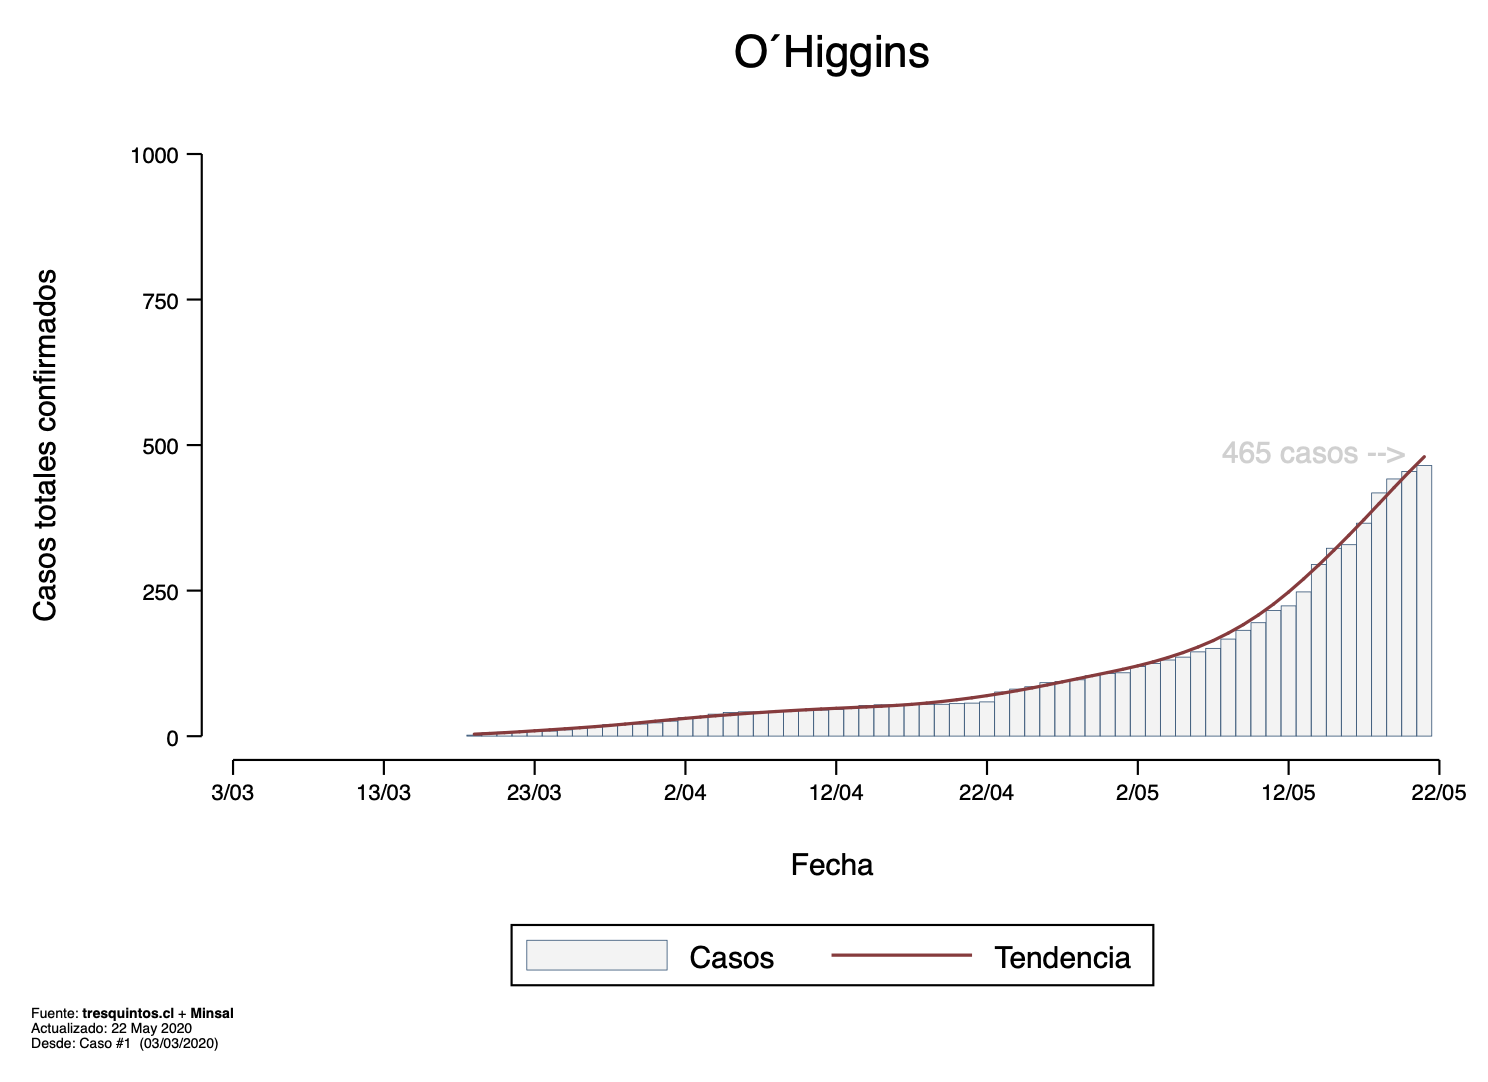 O´Higgins
Casos totales confirmados
1000
750
500
250
0
465 casos -->
3/03 13/03 23/03 2/04 12/04 22/04 2/05 12/05 22/05
Fecha
Casos Tendencia
Fuente: tresquintos.cl + Minsal
Actualizado: 22 May 2020
Desde: Caso #1 (03/03/2020)